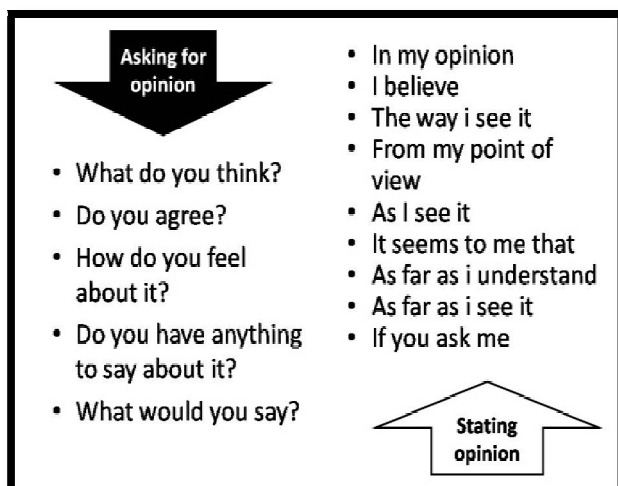 Asking for
opinion
• What do you think?
• Do you agree?
• How do you feel
about it?
• Do you have anything
to say about it?
• What would you say?
• In my opinion
• I believe
• The way i see it
• From my point of
view
• As I see it
• It seems to me that
• As far as i understand
• As far as i see it
• If you ask me
Stating
opinion